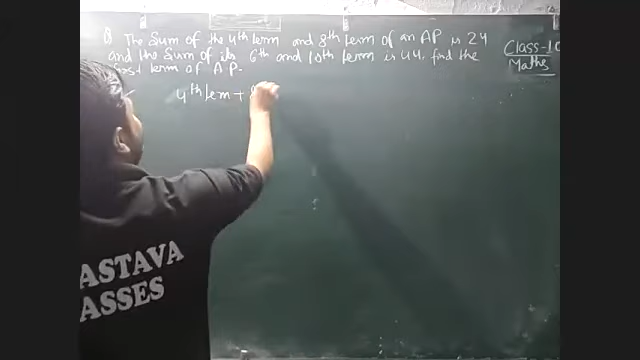 Q The Sum of the 4th term and 8th term of an AP is 24
and the Sum of its 6th and 10th term is 44, find the
first term of A.P.
Class-10
Maths
4th tem +
ASTAVA
ASSES